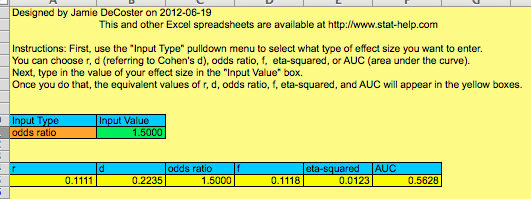 Designed by Jamie DeCoster on 2012-06-19
This and other Excel spreadsheets are available at http://www.stat-help.com
Instructions: First, use the "Input Type" pulldown menu to select what type of effect size you want to enter.
You can choose r, d (referring to Cohen's d), odds ratio, f, eta-squared, or AUC (area under the curve).
Next, type in the value of your effect size in the "Input Value" box.
Once you do that, the equivalent values of r, d, odds ratio, f, eta-squared, and AUC will appear in the yellow boxes.
Input Type Input Value
odds ratio 1.5000
r d odds ratio f eta-squared AUC
0.1111 0.2235 1.5000 0.1118 0.0123 0.5628